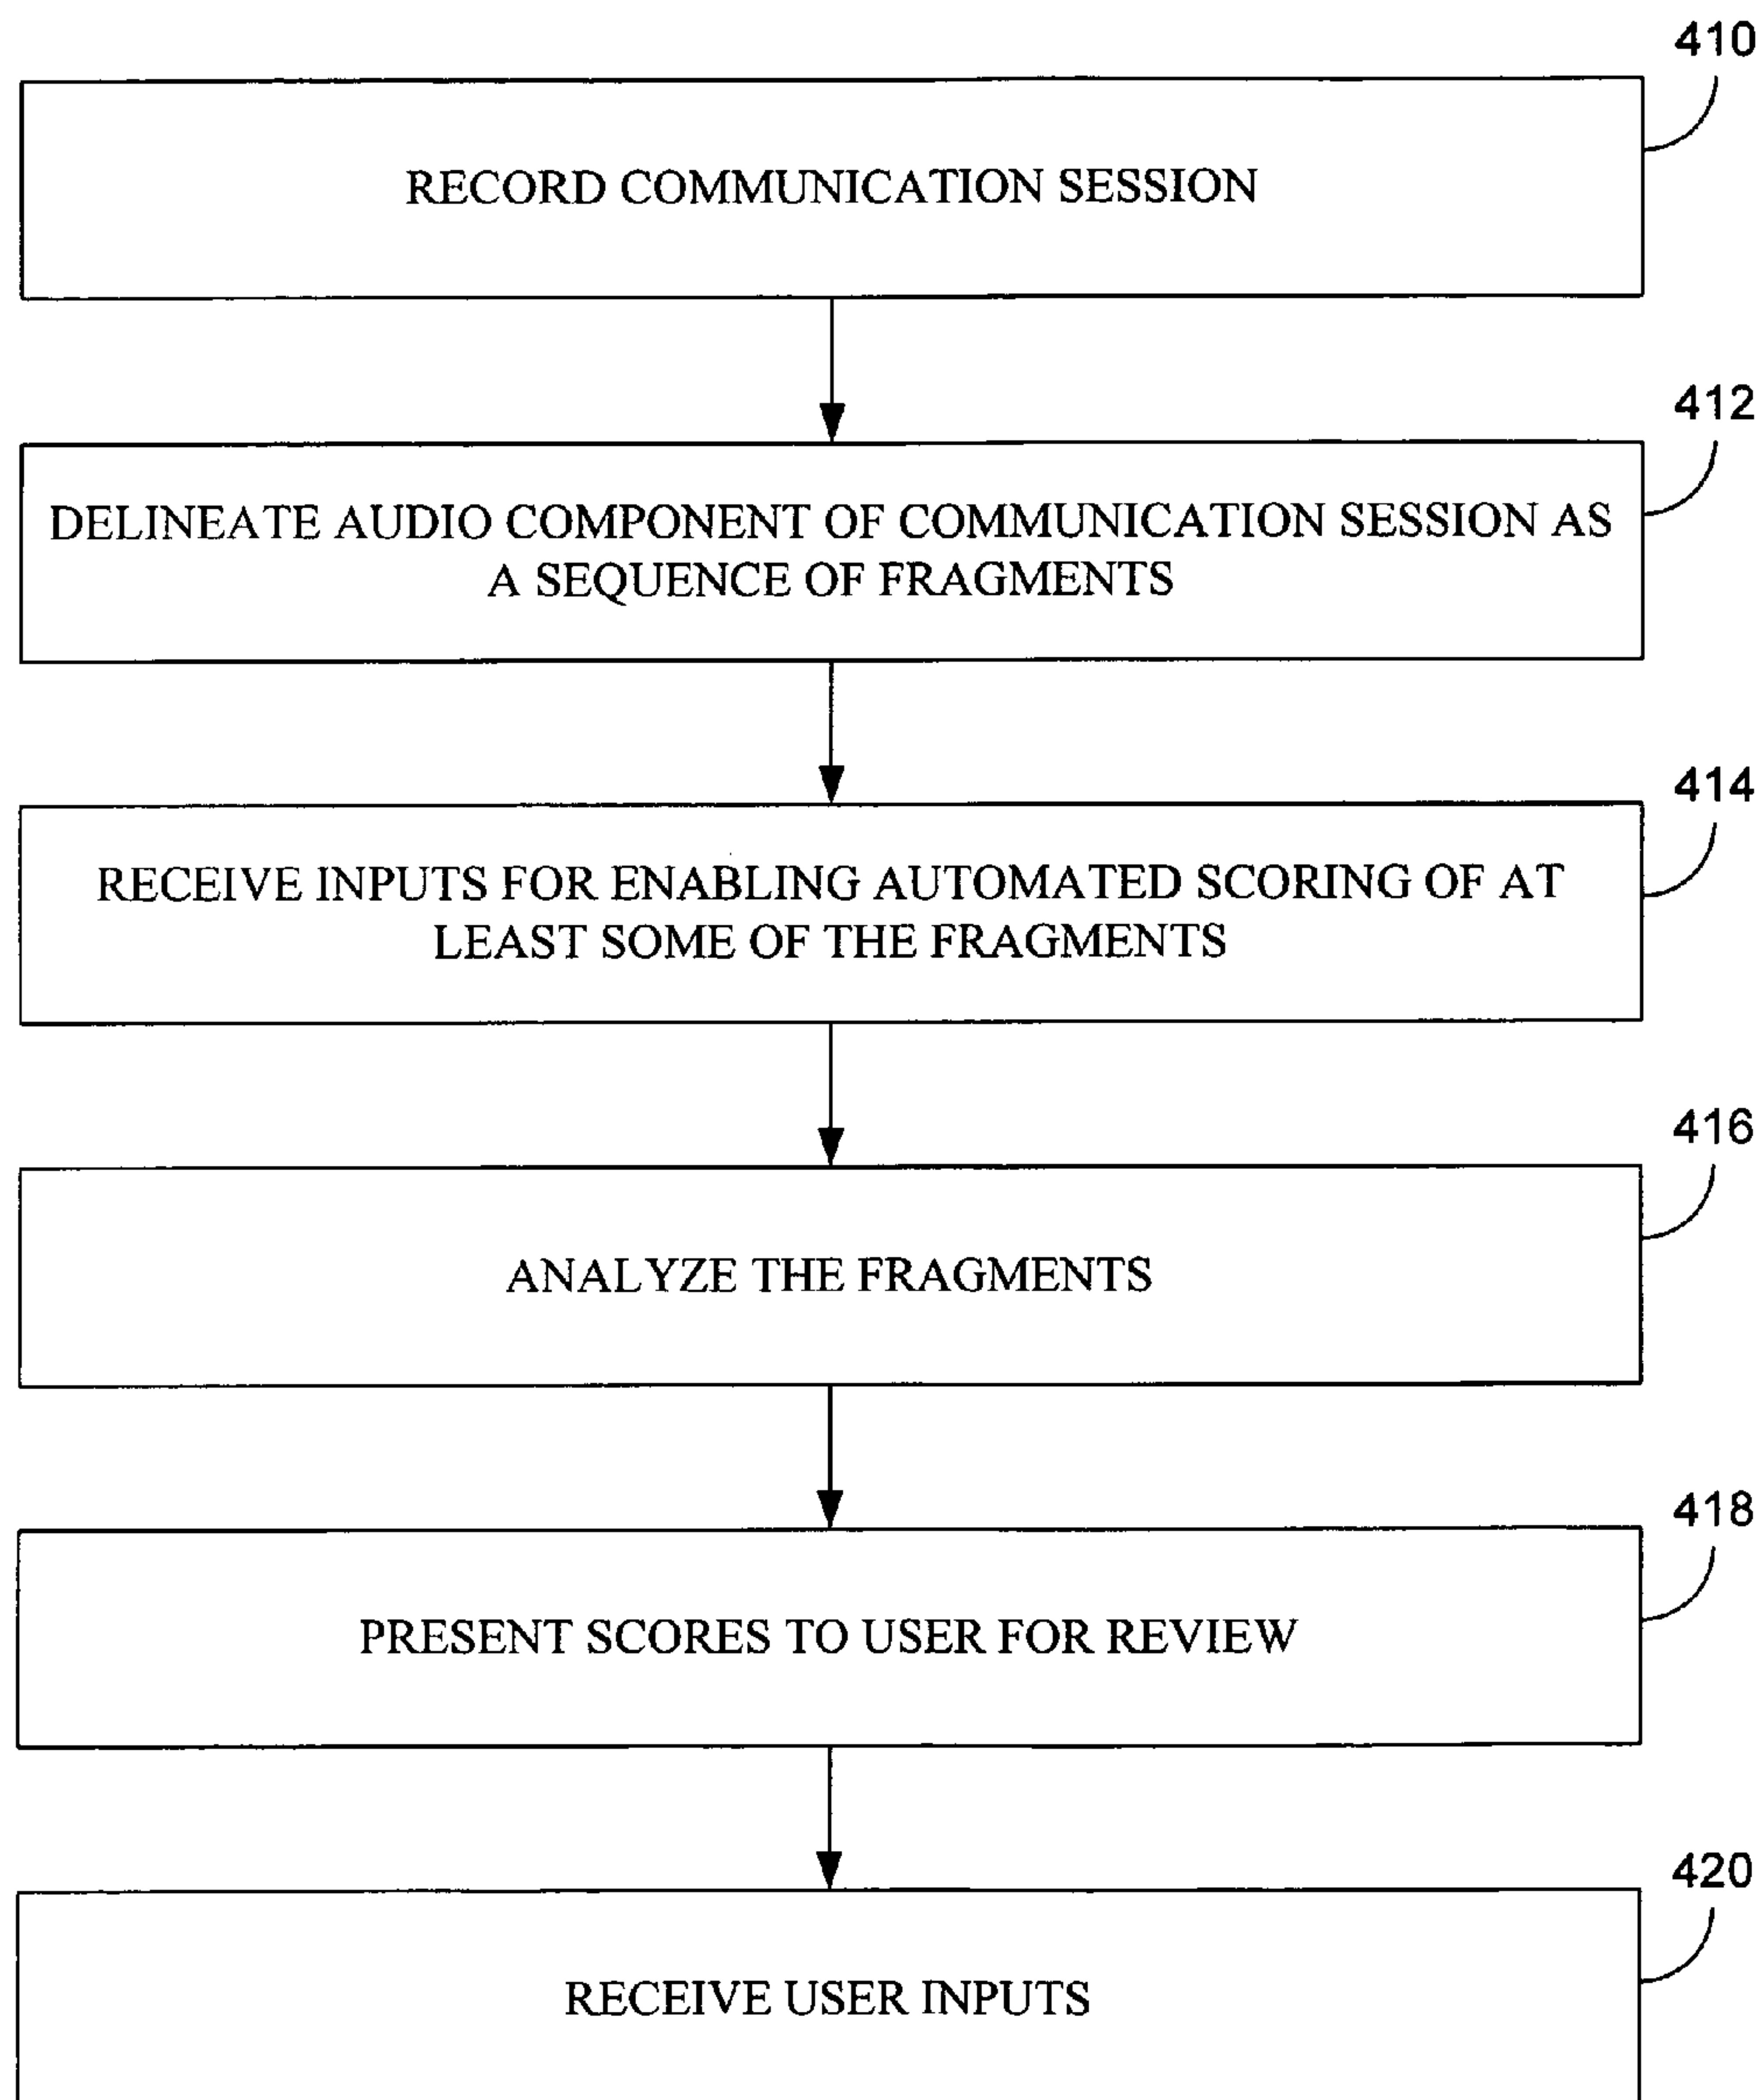 410
RECORD COMMUNICATION SESSION
412
DELINEATE AUDIO COMPONENT OF COMMUNICATION SESSION AS
A SEQUENCE OF FRAGMENTS
414
RECEIVE INPUTS FOR ENABLING AUTOMATED SCORING OF AT
LEAST SOME OF THE FRAGMENTS
416
ANALYZE THE FRAGMENTS
418
PRESENT SCORES TO USER FOR REVIEW
420
RECEIVE USER INPUTS